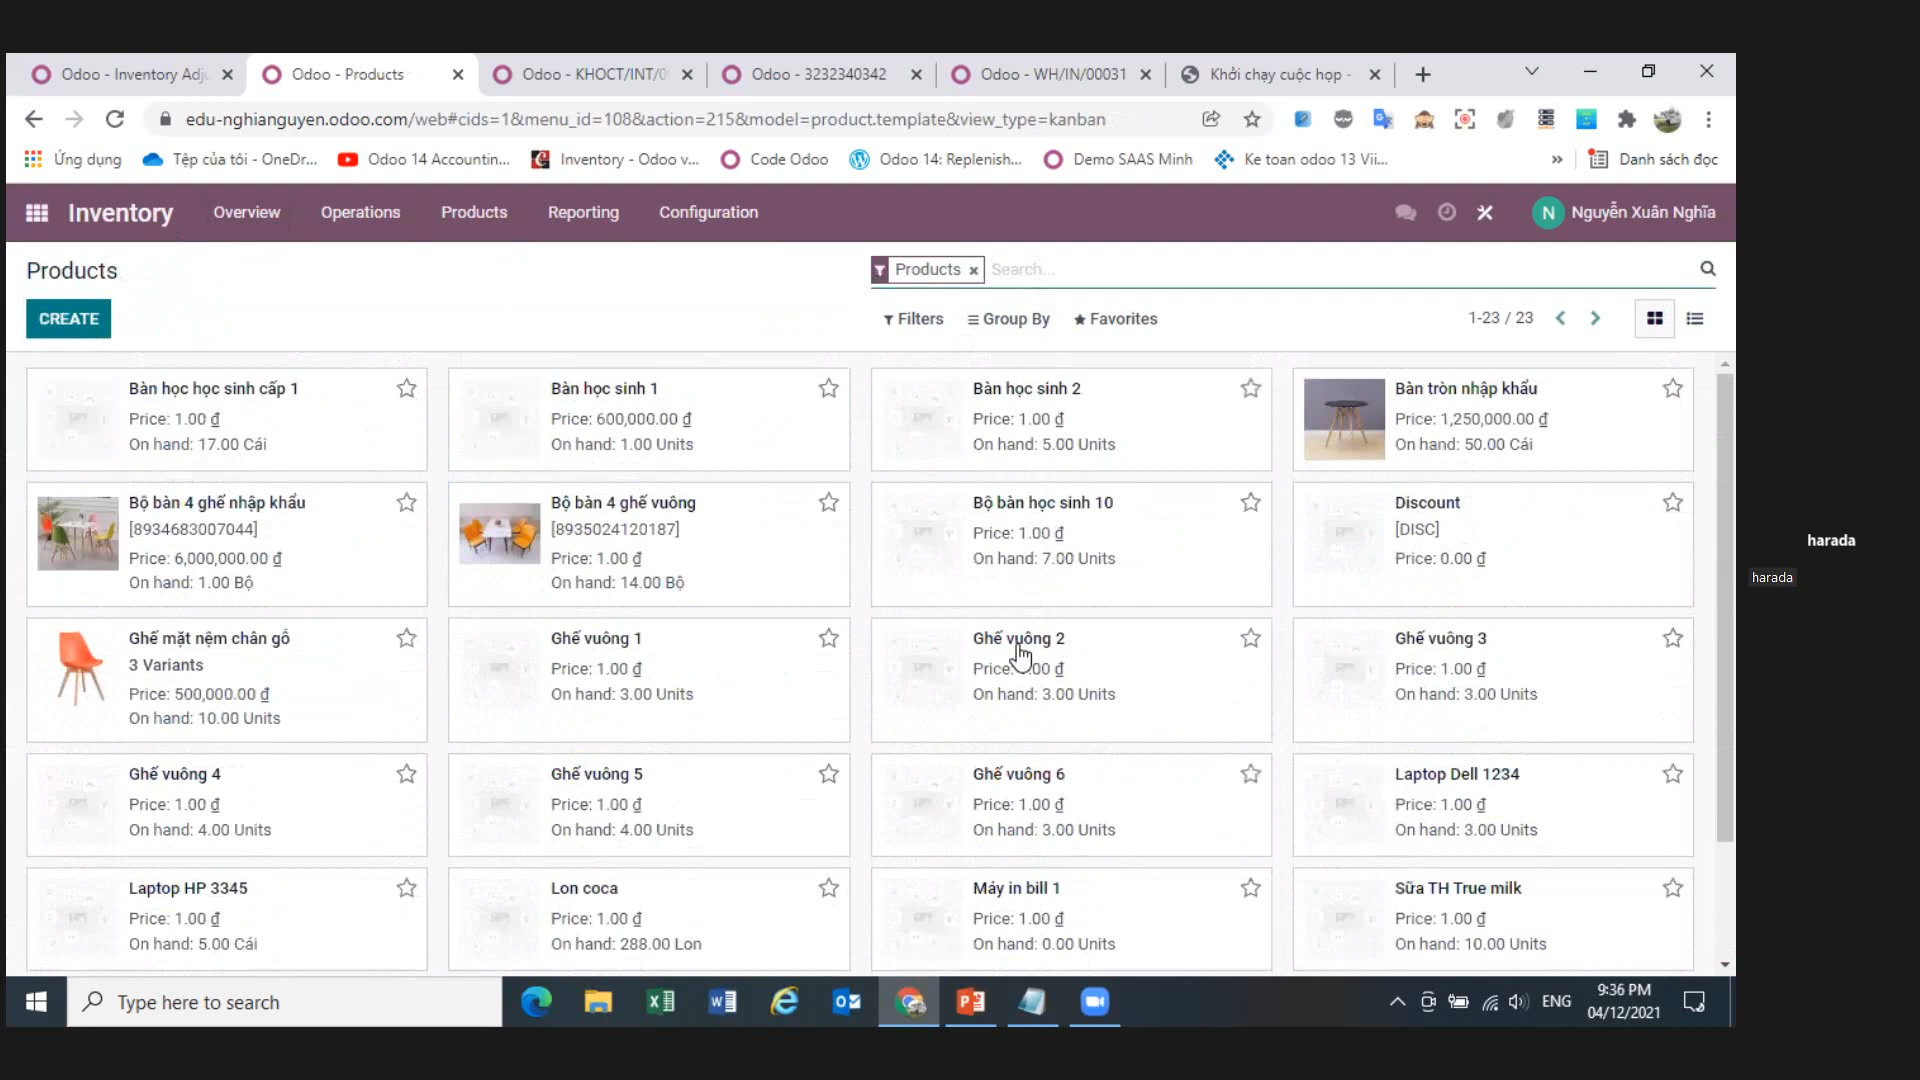 Odoo - Inventory Adj
Odoo - Products
Odoo - KHOCT/INT/0
Odoo - 3232340342
Odoo - WH/IN/00031
Khởi chạy cuộc họp -
edu-nghianguyen.odoo.com/web#cids=1&menu_id=108&action=215&model=product.template&view_type=kanban
Ứng dụng
Tệp của tôi - OneDr...
Odoo 14 Accountin...
Inventory - Odoo v...
Code Odoo
Odoo 14: Replenish...
Demo SAAS Minh
Ke toan odoo 13 Vii...
»
Danh sách đọc
Inventory
Overview
Operations
Products
Reporting
Configuration
N
Nguyễn Xuân Nghĩa
Products
Products
Search...
CREATE
Filters
Group By
Favorites
1-23 / 23
Bàn học học sinh cấp 1
Price: 1.00 ₫
On hand: 17.00 Cái
Bàn học sinh 1
Price: 600,000.00 ₫
On hand: 1.00 Units
Bàn học sinh 2
Price: 1.00 ₫
On hand: 5.00 Units
Bàn tròn nhập khẩu
Price: 1,250,000.00 ₫
On hand: 50.00 Cái
Bộ bàn 4 ghế nhập khẩu
[8934683007044]
Price: 6,000,000.00 ₫
On hand: 1.00 Bộ
Bộ bàn 4 ghế vuông
[8935024120187]
Price: 1.00 ₫
On hand: 14.00 Bộ
Bộ bàn học sinh 10
Price: 1.00 ₫
On hand: 7.00 Units
Discount
[DISC]
Price: 0.00 ₫
Ghế mặt nệm chân gỗ
3 Variants
Price: 500,000.00 ₫
On hand: 10.00 Units
Ghế vuông 1
Price: 1.00 ₫
On hand: 3.00 Units
Ghế vuông 2
Price: .00 ₫
On hand: 3.00 Units
Ghế vuông 3
Price: 1.00 ₫
On hand: 3.00 Units
Ghế vuông 4
Price: 1.00 ₫
On hand: 4.00 Units
Ghế vuông 5
Price: 1.00 ₫
On hand: 4.00 Units
Ghế vuông 6
Price: 1.00 ₫
On hand: 3.00 Units
Laptop Dell 1234
Price: 1.00 ₫
On hand: 3.00 Units
Laptop HP 3345
Price: 1.00 ₫
On hand: 5.00 Cái
Lon coca
Price: 1.00 ₫
On hand: 288.00 Lon
Máy in bill 1
Price: 1.00 ₫
On hand: 0.00 Units
Sữa TH True milk
Price: 1.00 ₫
On hand: 10.00 Units
harada
harada
Type here to search
ENG
9:36 PM
04/12/2021